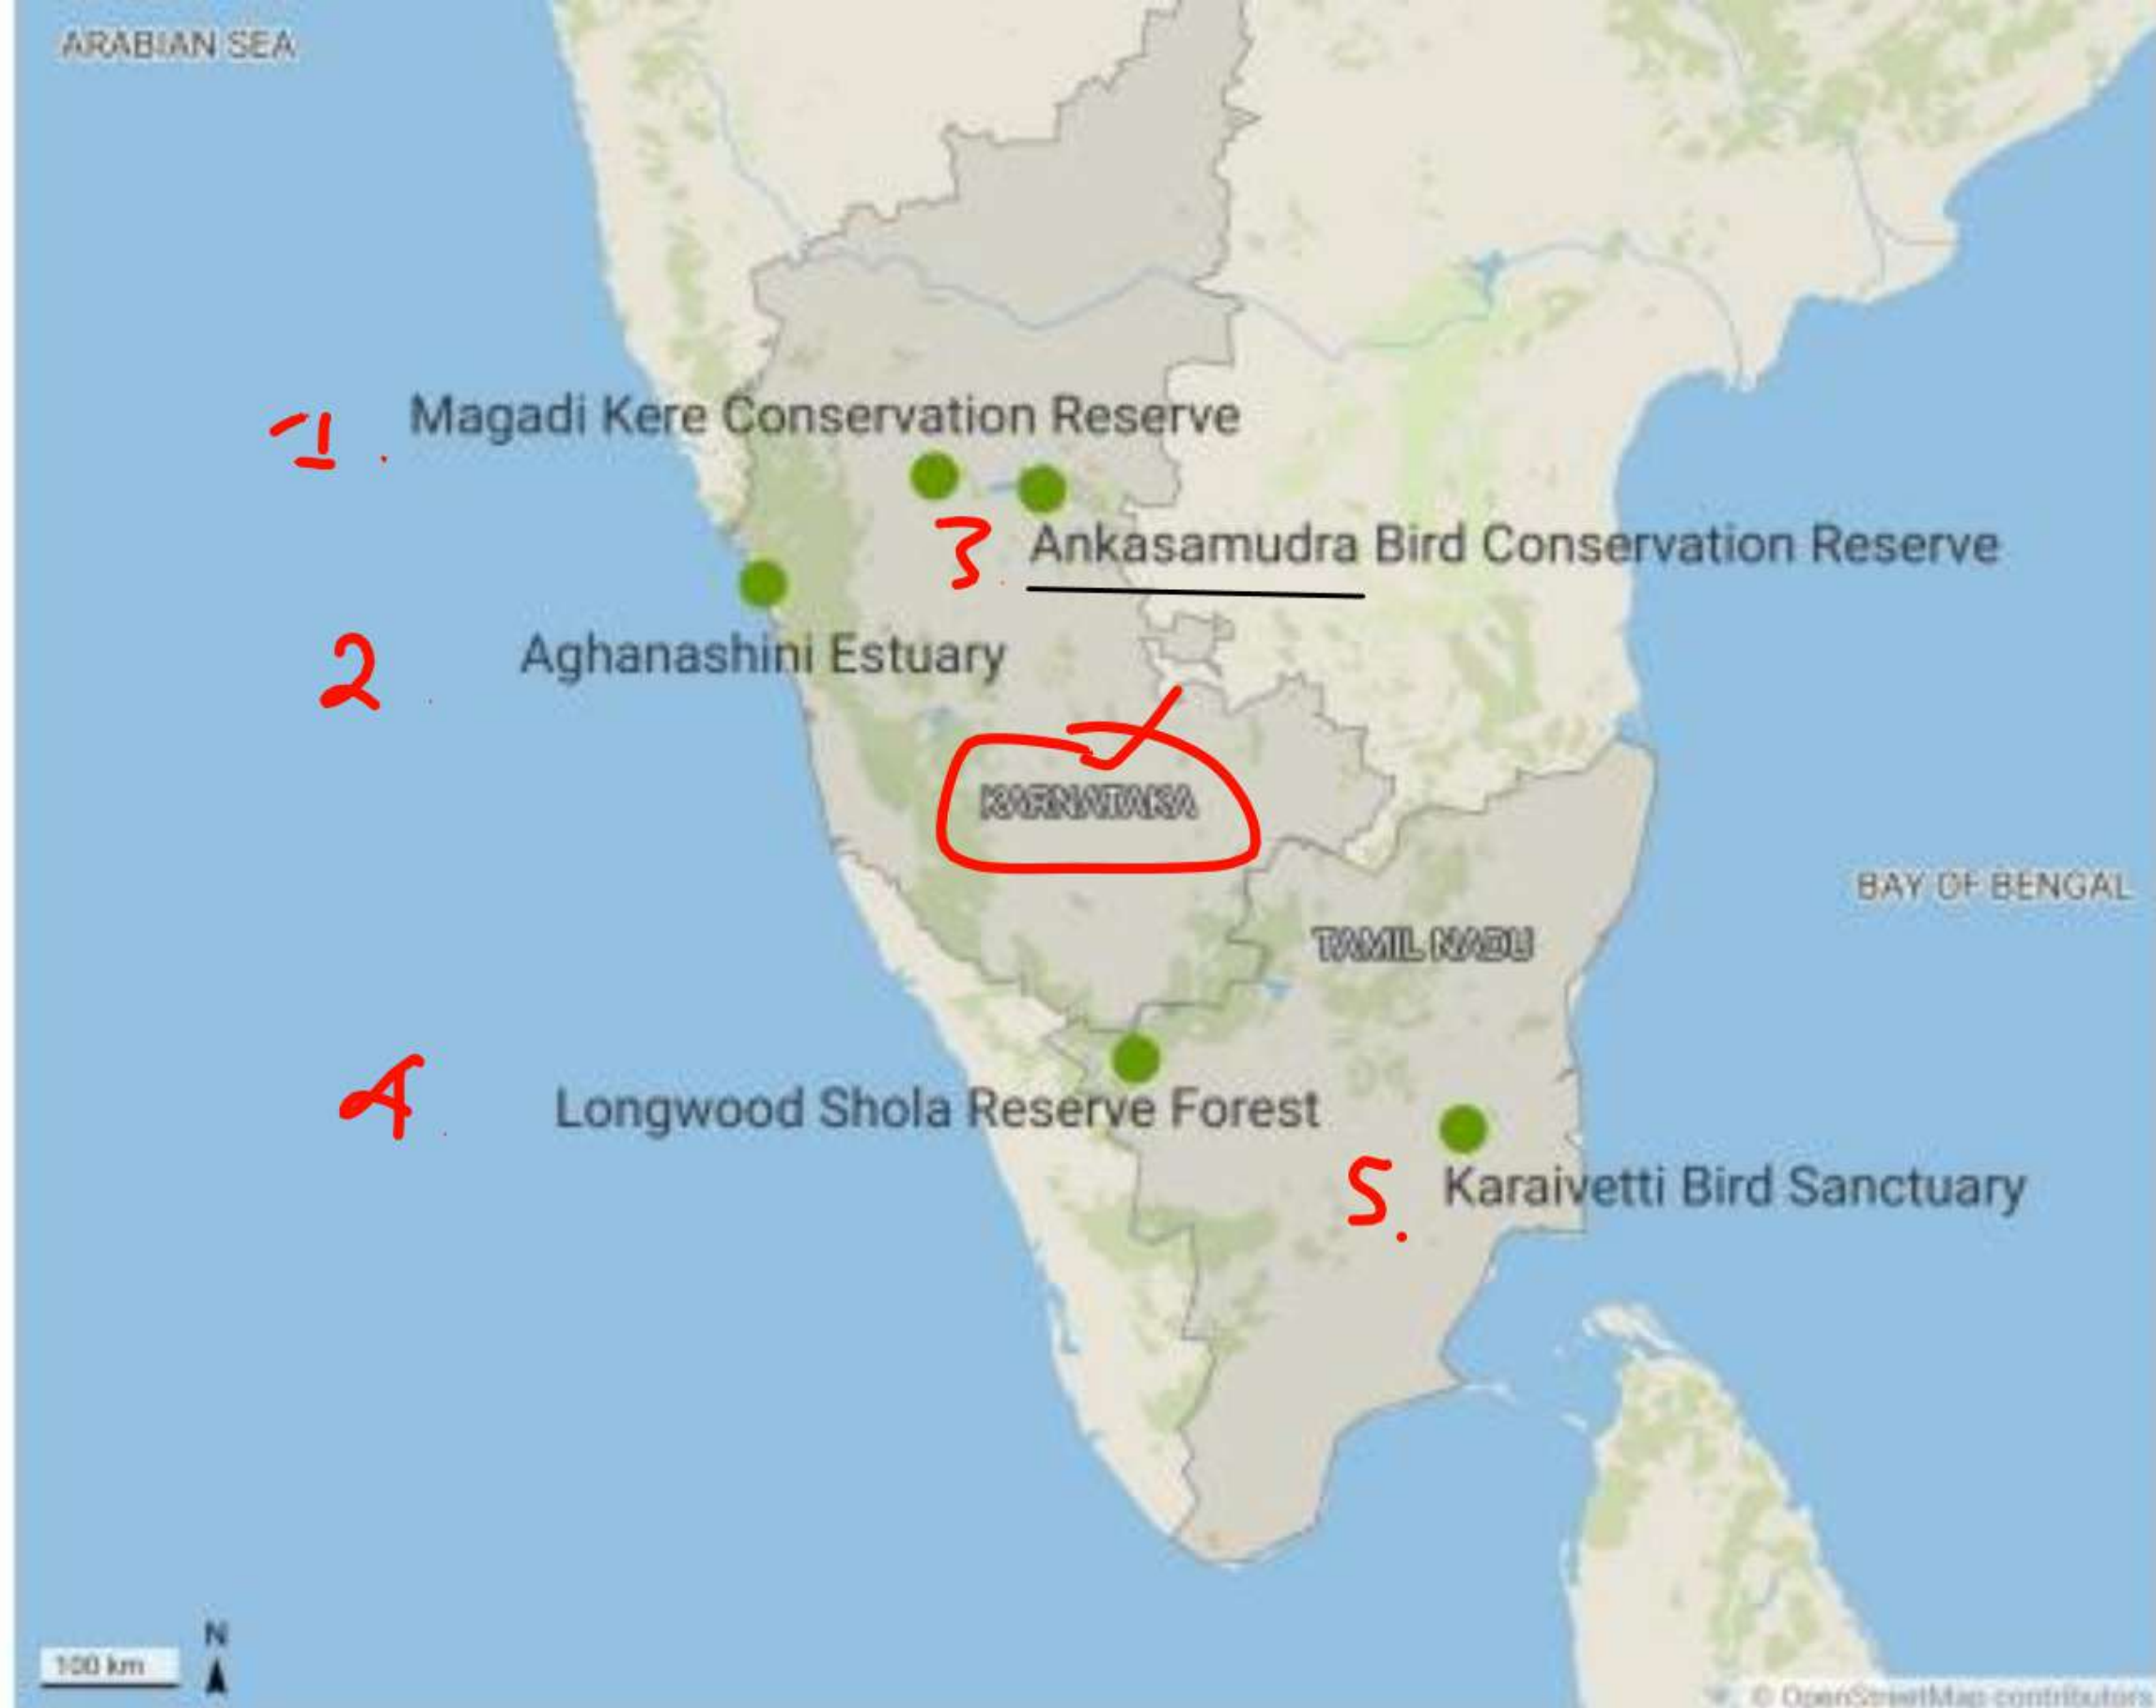 ARABIAN SEA
1. Magadi Kere Conservation Reserve
3. Ankasamudra Bird Conservation Reserve
2. Aghanashini Estuary
KARNATAKA
BAY OF BENGAL
TAMIL NADU
4. Longwood Shola Reserve Forest
5. Karaivetti Bird Sanctuary
N
100 km
© OpenStreetMap contributors